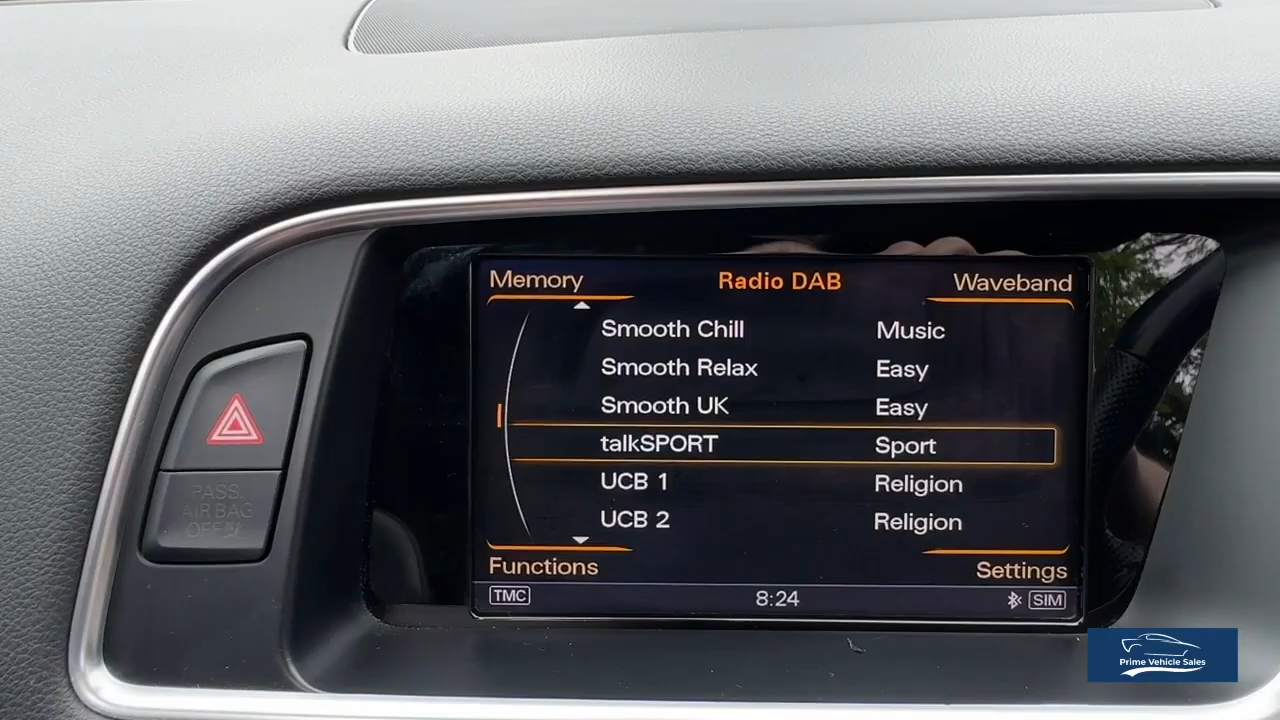 Memory Radio DAB Waveband
Smooth Chill Music
Smooth Relax Easy
Smooth UK Easy
talkSPORT Sport
UCB 1 Religion
UCB 2 Religion
Functions Settings
TMC 8:24 SIM
PASS.
AIR BAG
OFF
Prime Vehicle Sales